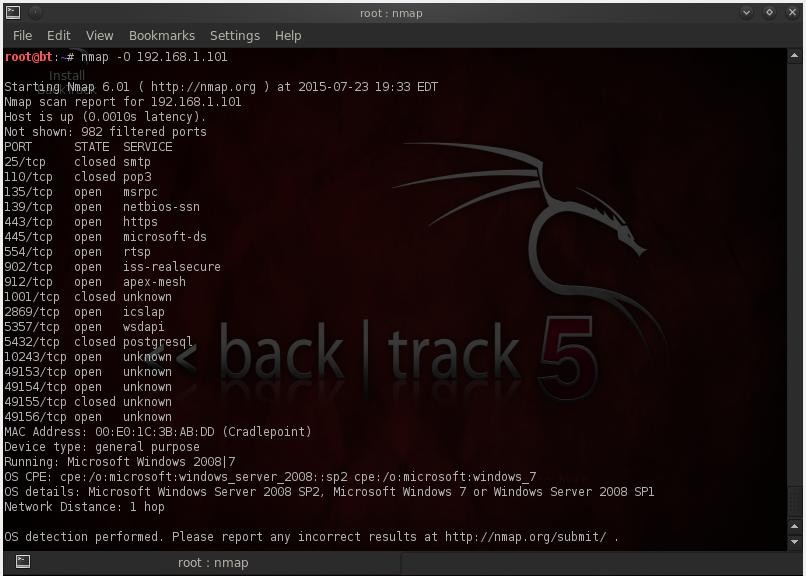 root : nmap
File Edit View Bookmarks Settings Help
root@bt:~# nmap -O 192.168.1.101
Install
BackTrack
Starting Nmap 6.01 ( http://nmap.org ) at 2015-07-23 19:33 EDT
Nmap scan report for 192.168.1.101
Host is up (0.0010s latency).
Not shown: 982 filtered ports
PORT STATE SERVICE
25/tcp closed smtp
110/tcp closed pop3
135/tcp open msrpc
139/tcp open netbios-ssn
443/tcp open https
445/tcp open microsoft-ds
554/tcp open rtsp
902/tcp open iss-realsecure
912/tcp open apex-mesh
1001/tcp closed unknown
2869/tcp open icslap
5357/tcp open wsdapi
5432/tcp closed postgresql
10243/tcp open unknown
49153/tcp open unknown
49154/tcp open unknown
49155/tcp closed unknown
49156/tcp open unknown
<< back | track 5
MAC Address: 00:E0:1C:3B:AB:DD (Cradlepoint)
Device type: general purpose
Running: Microsoft Windows 2008|7
OS CPE: cpe:/o:microsoft:windows_server_2008::sp2 cpe:/o:microsoft:windows_7
OS details: Microsoft Windows Server 2008 SP2, Microsoft Windows 7 or Windows Server 2008 SP1
Network Distance: 1 hop
OS detection performed. Please report any incorrect results at http://nmap.org/submit/ .
root : nmap